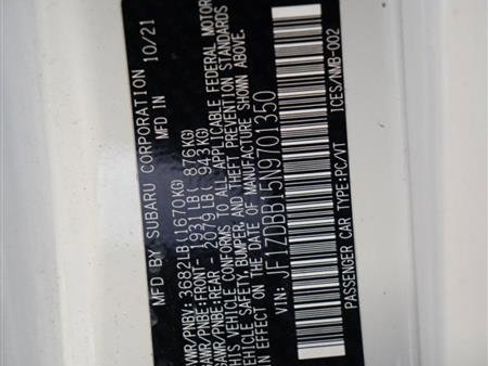 MFD BY SUBARU CORPORATION 10/21
MFD IN
VWR/PNBV: 3682LB(1670KG)
GAWR/PNBE:FRONT 1931LB( 876KG)
GAWR/PNBE:REAR - 2079LB( 943KG)
THIS VEHICLE CONFORMS TO ALL APPLICABLE FEDERAL MOTOR
VEHICLE SAFETY, BUMPER, AND THEFT PREVENTION STANDARDS
IN EFFECT ON THE DATE OF MANUFACTURE SHOWN ABOVE.
VIN: JF1ZDBB15N9701350
PASSENGER CAR TYPE:PC/VT ICES/NMB-002